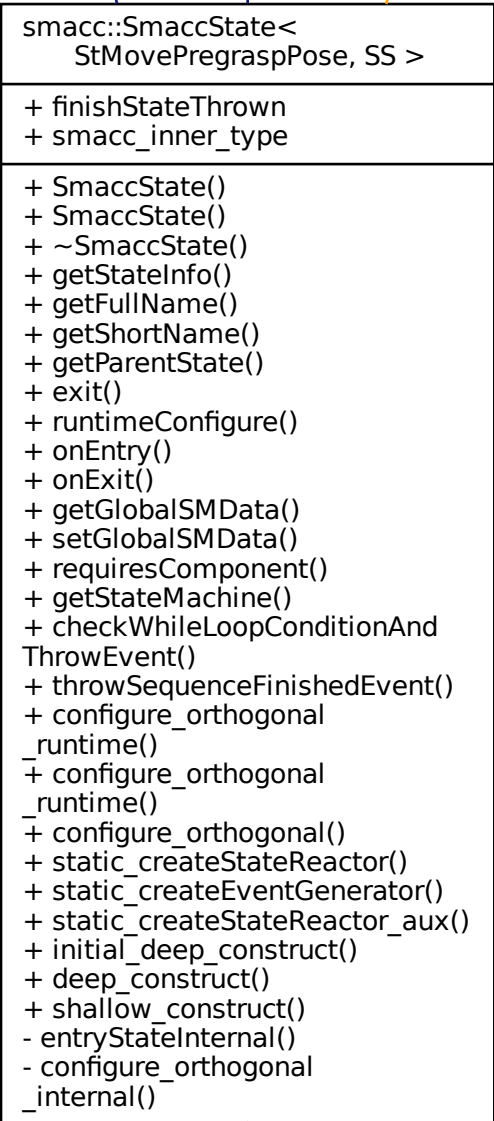 smacc::SmaccState<
StMovePregraspPose, SS >
+ finishStateThrown
+ smacc_inner_type
+ SmaccState()
+ SmaccState()
+ ~SmaccState()
+ getStateInfo()
+ getFullName()
+ getShortName()
+ getParentState()
+ exit()
+ runtimeConfigure()
+ onEntry()
+ onExit()
+ getGlobalSMData()
+ setGlobalSMData()
+ requiresComponent()
+ getStateMachine()
+ checkWhileLoopConditionAnd
ThrowEvent()
+ throwSequenceFinishedEvent()
+ configure_orthogonal
_runtime()
+ configure_orthogonal
_runtime()
+ configure_orthogonal()
+ static_createStateReactor()
+ static_createEventGenerator()
+ static_createStateReactor_aux()
+ initial_deep_construct()
+ deep_construct()
+ shallow_construct()
- entryStateInternal()
- configure_orthogonal
_internal()